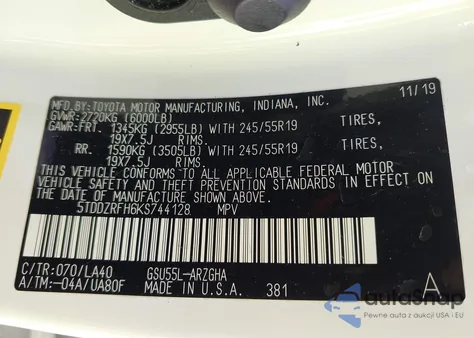 MFD.BY: TOYOTA MOTOR MANUFACTURING, INDIANA, INC. 11/19
GVWR: 2720KG (6000LB)
GAWR:FRT. 1345KG (2955LB) WITH 245/55R19 TIRES,
19X7.5J RIMS.
RR. 1590KG (3505LB) WITH 245/55R19 TIRES,
19X7.5J RIMS.
THIS VEHICLE CONFORMS TO ALL APPLICABLE FEDERAL MOTOR
VEHICLE SAFETY AND THEFT PREVENTION STANDARDS IN EFFECT ON
THE DATE OF MANUFACTURE SHOWN ABOVE.
5TDDZRFH6KS744128 MPV
C/TR:070/LA40 GSU55L-ARZGHA
A/TM:-04A/UA80F MADE IN U.S.A. 381 A
autasnap
Pewne auta z aukcji USA i EU